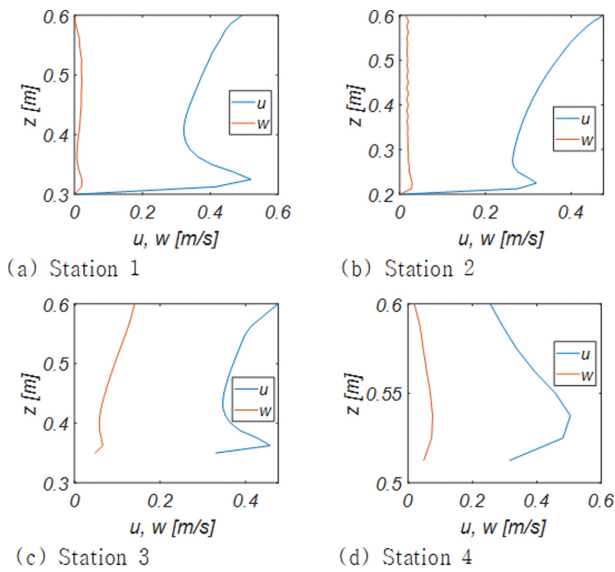 0.6
0.5
0.4
0.3
z [m]
u
w
0 0.2 0.4 0.6
u, w [m/s]
(a) Station 1
0.6
0.5
0.4
0.3
0.2
z [m]
u
w
0 0.2 0.4
u, w [m/s]
(b) Station 2
0.6
0.5
0.4
0.3
z [m]
u
w
0 0.2 0.4
u, w [m/s]
(c) Station 3
0.6
0.55
0.5
z [m]
u
w
0 0.2 0.4 0.6
u, w [m/s]
(d) Station 4